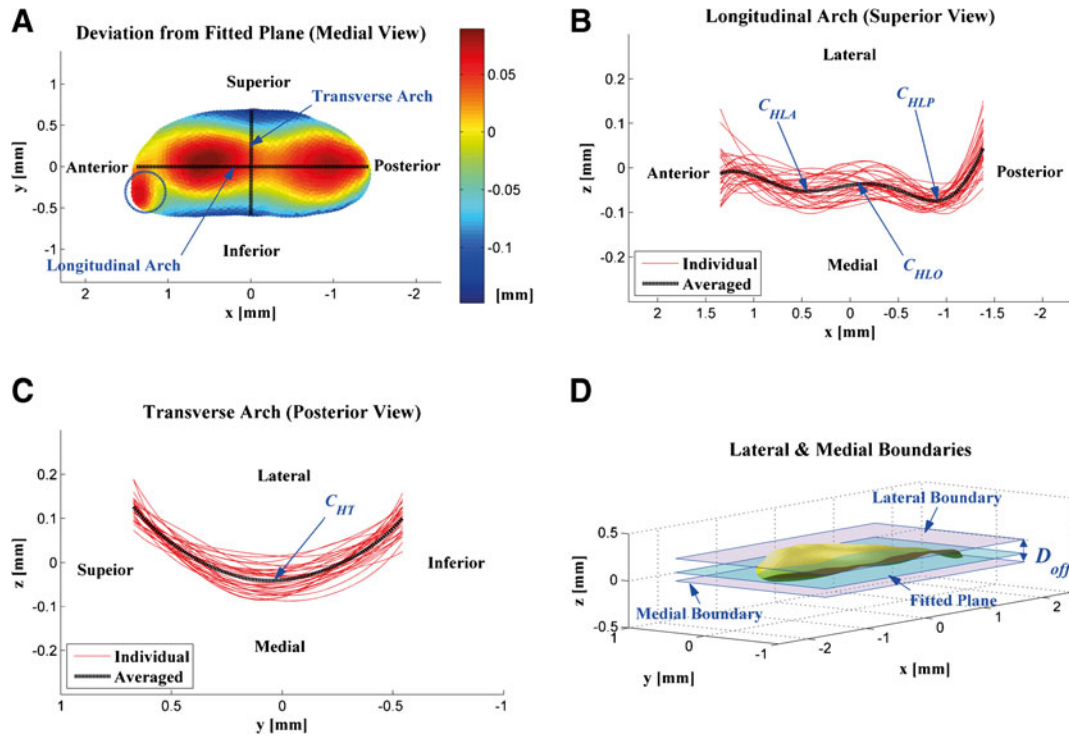 A
Deviation from Fitted Plane (Medial View)
Superior
Transverse Arch
Anterior
Posterior
Longitudinal Arch
Inferior
y [mm]
1
0.5
0
-0.5
-1
2
1
0
-1
-2
x [mm]
0.05
0
-0.05
-0.1
[mm]
B
Longitudinal Arch (Superior View)
Lateral
C_HLA
C_HLP
Anterior
Posterior
C_HLO
Medial
Individual
Averaged
z [mm]
0.2
0.1
0
-0.1
-0.2
2
1.5
1
0.5
0
-0.5
-1
-1.5
-2
x [mm]
C
Transverse Arch (Posterior View)
Lateral
C_HT
Supeior
Inferior
Medial
Individual
Averaged
z [mm]
0.2
0.1
0
-0.1
-0.2
1
0.5
0
-0.5
-1
y [mm]
D
Lateral & Medial Boundaries
Lateral Boundary
D_off
Medial Boundary
Fitted Plane
z [mm]
0.5
0
-0.5
1
0
-1
y [mm]
-2
-1
0
1
2
x [mm]